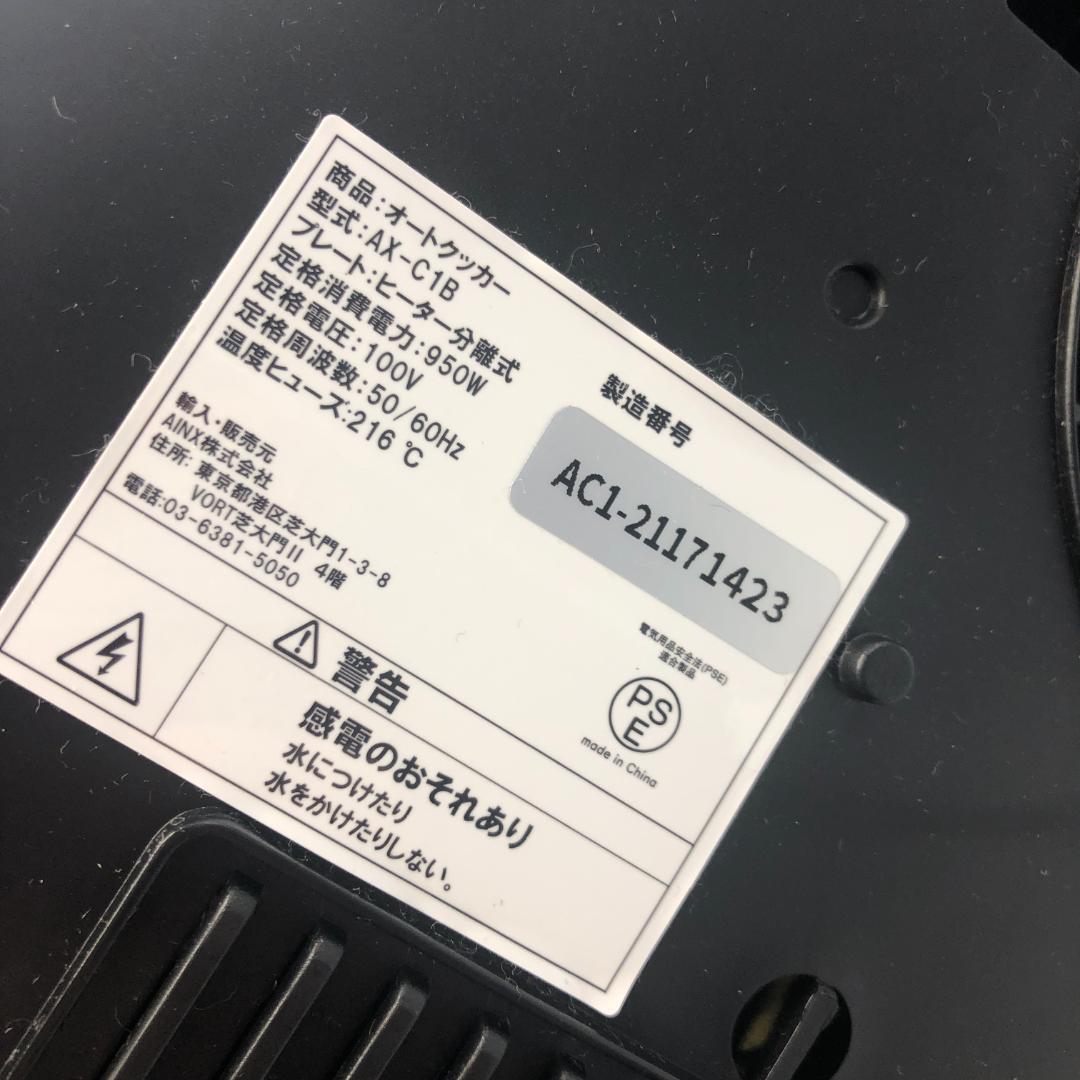 商品:オートクッカー
型式:AX-C1B
プレート:ヒーター分離式
定格消費電力:950W
定格電圧:100V
定格周波数:50/60Hz
温度ヒューズ:216℃
輸入・販売元
AINX株式会社
住所: 東京都港区芝大門1-3-8
VORT芝大門II 4階
電話:03-6381-5050
製造番号
AC1-21171423
電気用品安全法(PSE)
適合製品
PS
E
made in China
警告
感電のおそれあり
水につけたり
水をかけたりしない。